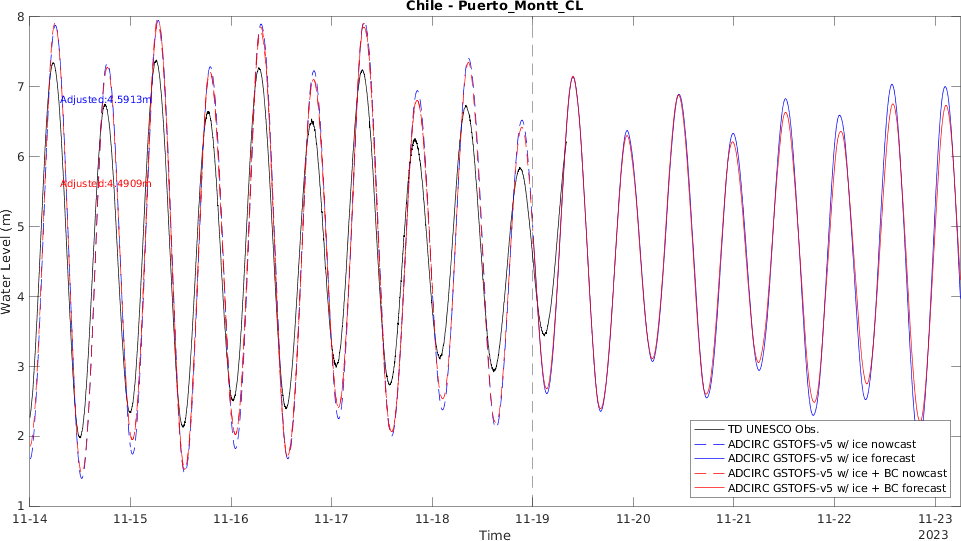 Chile - Puerto_Montt_CL
8
7
6
5
4
3
2
1
Water Level (m)
Adjusted:4.5913m
Adjusted:4.4909m
TD UNESCO Obs.
ADCIRC GSTOFS-v5 w/ ice nowcast
ADCIRC GSTOFS-v5 w/ ice forecast
ADCIRC GSTOFS-v5 w/ ice + BC nowcast
ADCIRC GSTOFS-v5 w/ ice + BC forecast
11-14 11-15 11-16 11-17 11-18 11-19 11-20 11-21 11-22 11-23
Time
2023